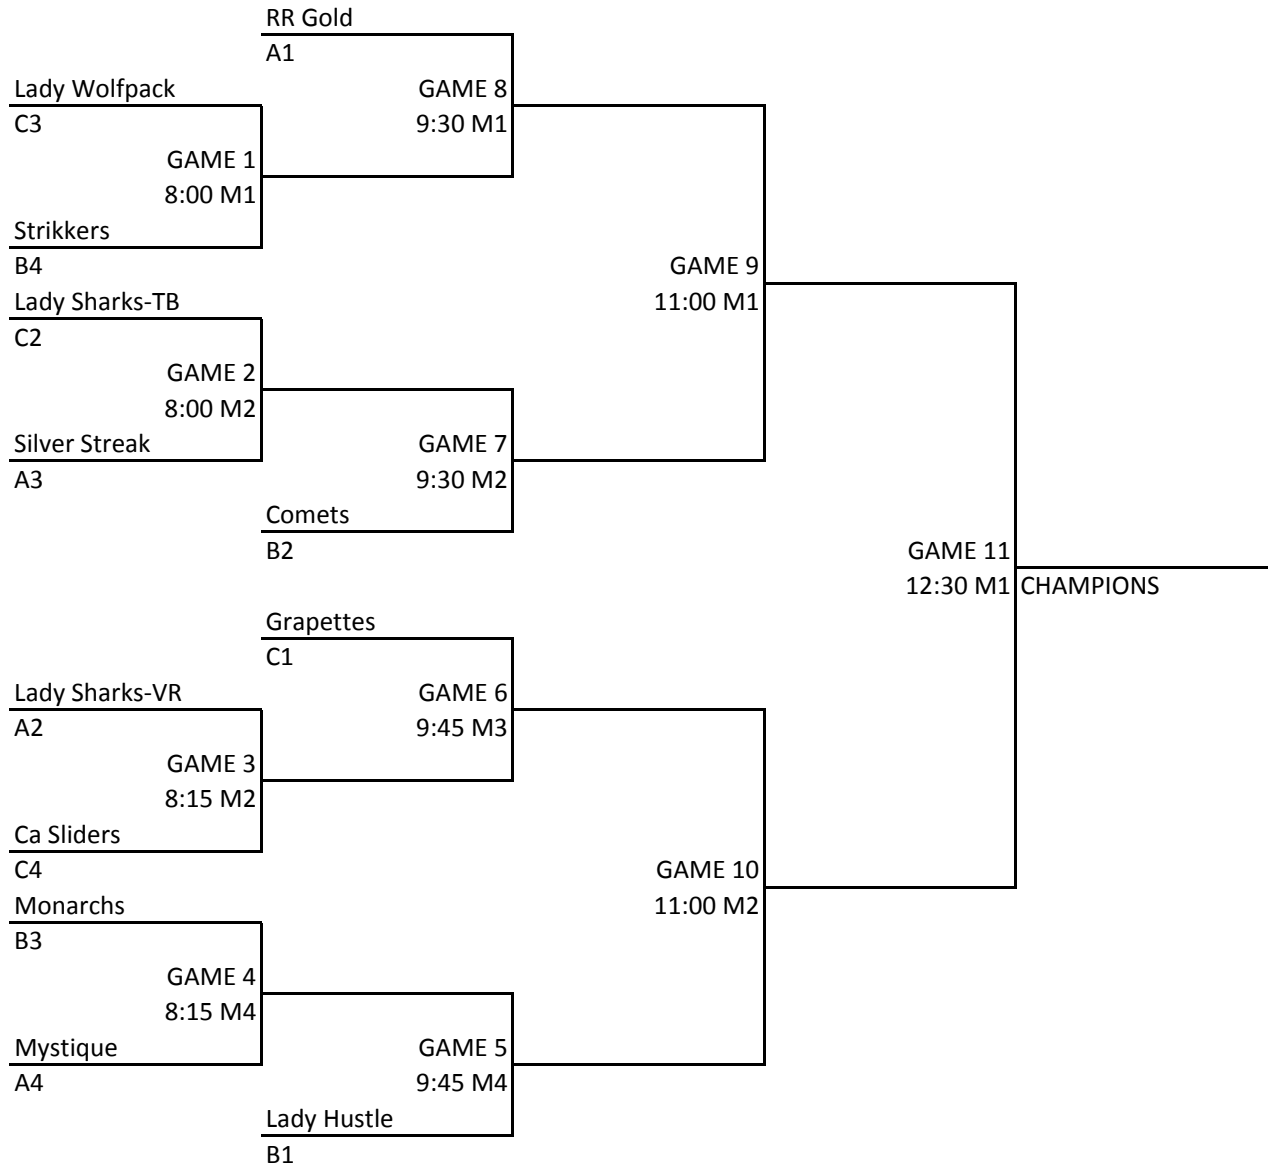 RR Gold
A1
Lady Wolfpack
GAME 8
C3
9:30 M1
GAME 1
8:00 M1
Strikkers
B4
GAME 9
Lady Sharks-TB
11:00 M1
C2
GAME 2
8:00 M2
Silver Streak
GAME 7
A3
9:30 M2
Comets
B2
GAME 11
12:30 M1
CHAMPIONS
Grapettes
C1
Lady Sharks-VR
GAME 6
A2
9:45 M3
GAME 3
8:15 M2
Ca Sliders
C4
GAME 10
Monarchs
11:00 M2
B3
GAME 4
8:15 M4
Mystique
GAME 5
A4
9:45 M4
Lady Hustle
B1